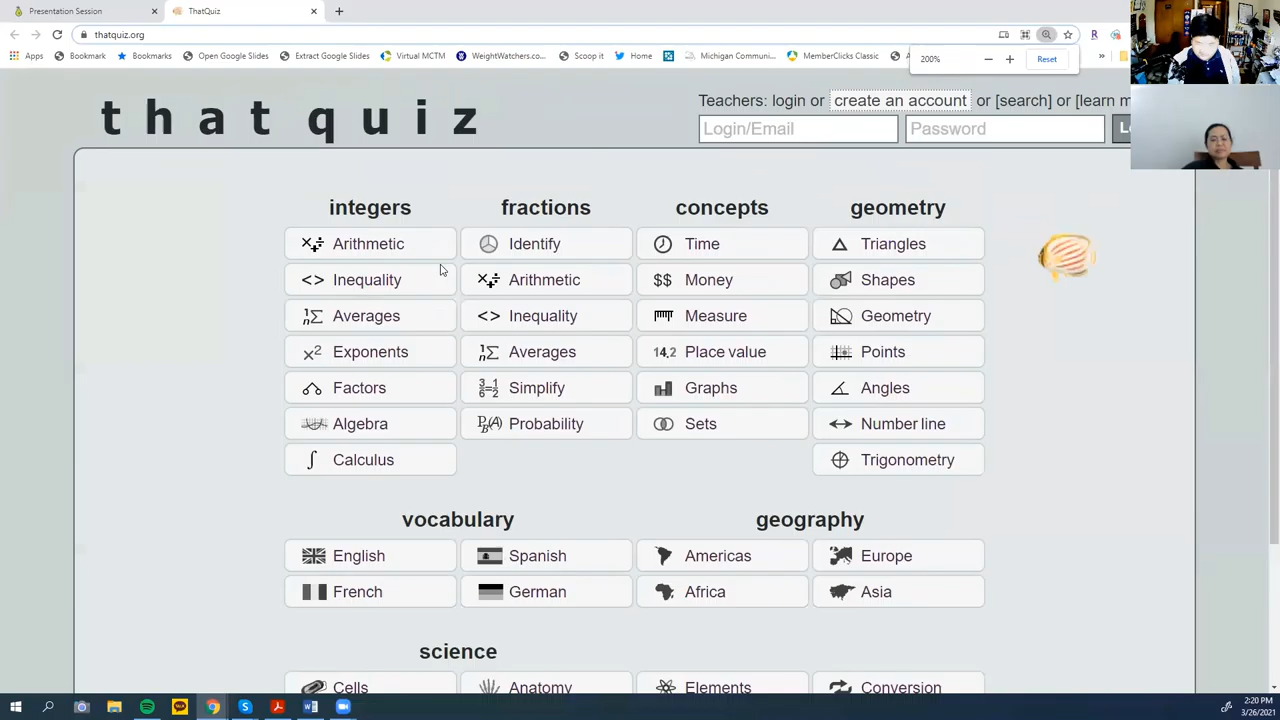 Presentation Session
ThatQuiz
thatquiz.org
Apps
Bookmark
Bookmarks
Open Google Slides
Extract Google Slides
Virtual MCTM
WeightWatchers.co...
Scoop it
Home
Michigan Communi...
MemberClicks Classic
»
200%
Reset
that quiz
Teachers: login or create an account or [search] or [learn m
Login/Email
Password
integers
fractions
concepts
geometry
Arithmetic
Identify
Time
Triangles
<> Inequality
Arithmetic
$$ Money
Shapes
Averages
<> Inequality
Measure
Geometry
x² Exponents
Averages
14.2 Place value
Points
Factors
Simplify
Graphs
Angles
Algebra
Probability
Sets
Number line
∫ Calculus
Trigonometry
vocabulary
geography
English
Spanish
Americas
Europe
French
German
Africa
Asia
science
Cells
Anatomy
Elements
Conversion
2:20 PM
3/26/2021